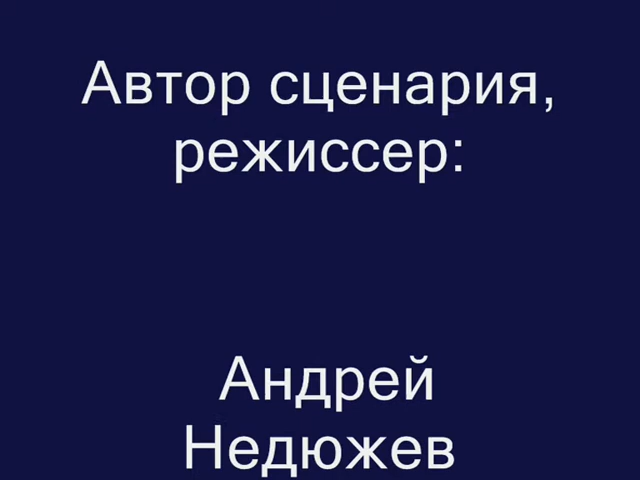 Автор сценария,
режиссер:
Андрей
Недюжев